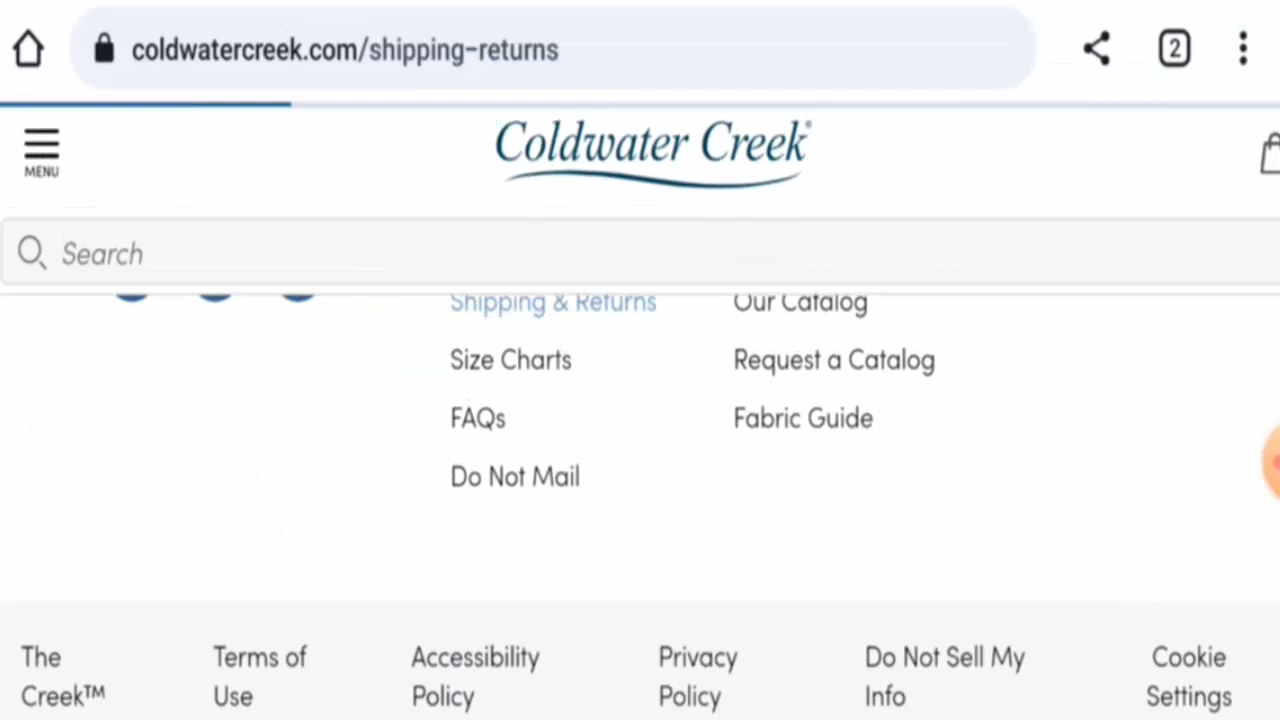 coldwatercreek.com/shipping-returns
2
MENU
Coldwater Creek®
Search
Shipping & Returns
Our Catalog
Size Charts
Request a Catalog
FAQs
Fabric Guide
Do Not Mail
The
Creek™
Terms of
Use
Accessibility
Policy
Privacy
Policy
Do Not Sell My
Info
Cookie
Settings